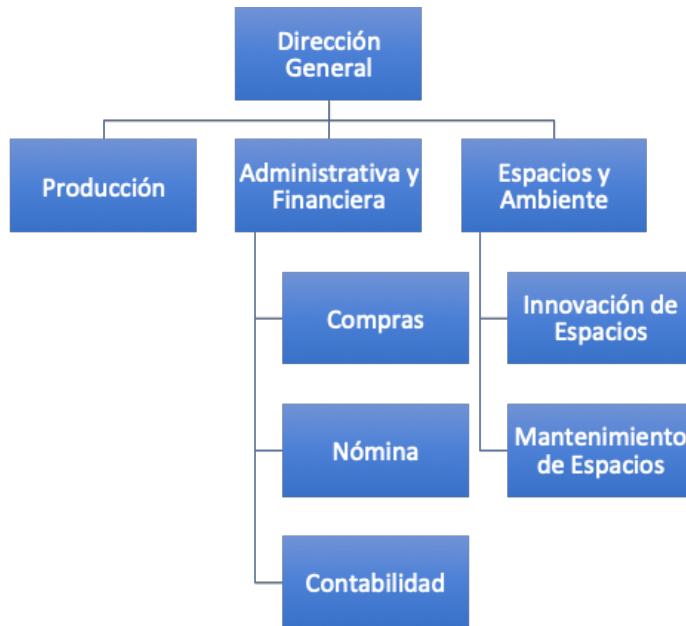 Dirección
General
Producción
Administrativa y
Financiera
Espacios y
Ambiente
Compras
Innovación de
Espacios
Nómina
Mantenimiento
de Espacios
Contabilidad